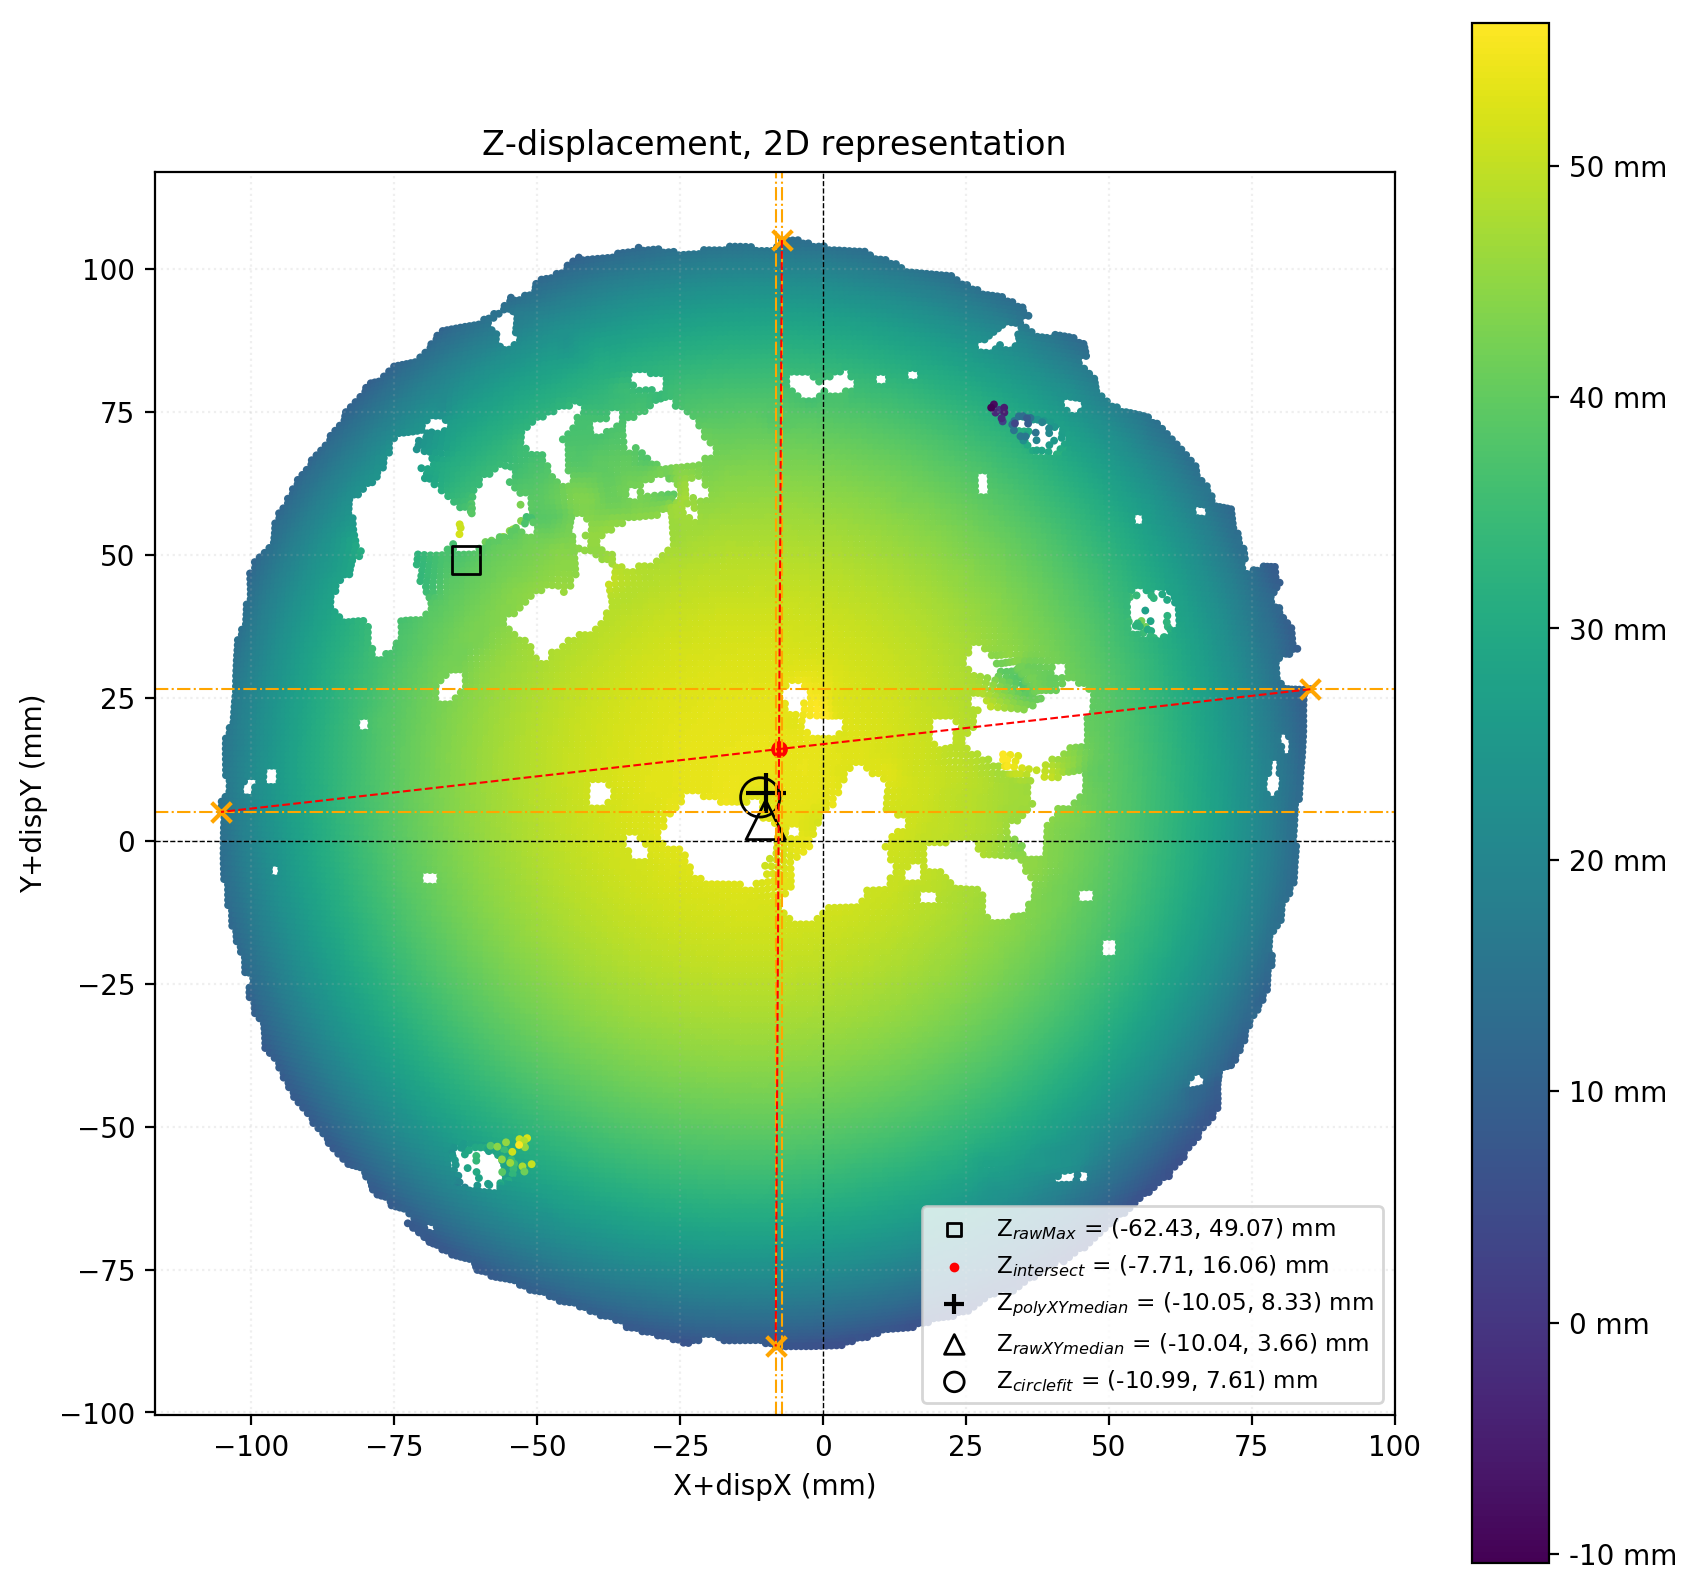 Z-displacement, 2D representation
Y+dispY (mm)
100
75
50
25
0
−25
−50
−75
−100
−100
−75
−50
−25
0
25
50
75
100
X+dispX (mm)
Z_rawMax = (-62.43, 49.07) mm
Z_intersect = (-7.71, 16.06) mm
Z_polyXYmedian = (-10.05, 8.33) mm
Z_rawXYmedian = (-10.04, 3.66) mm
Z_circlefit = (-10.99, 7.61) mm
50 mm
40 mm
30 mm
20 mm
10 mm
0 mm
-10 mm